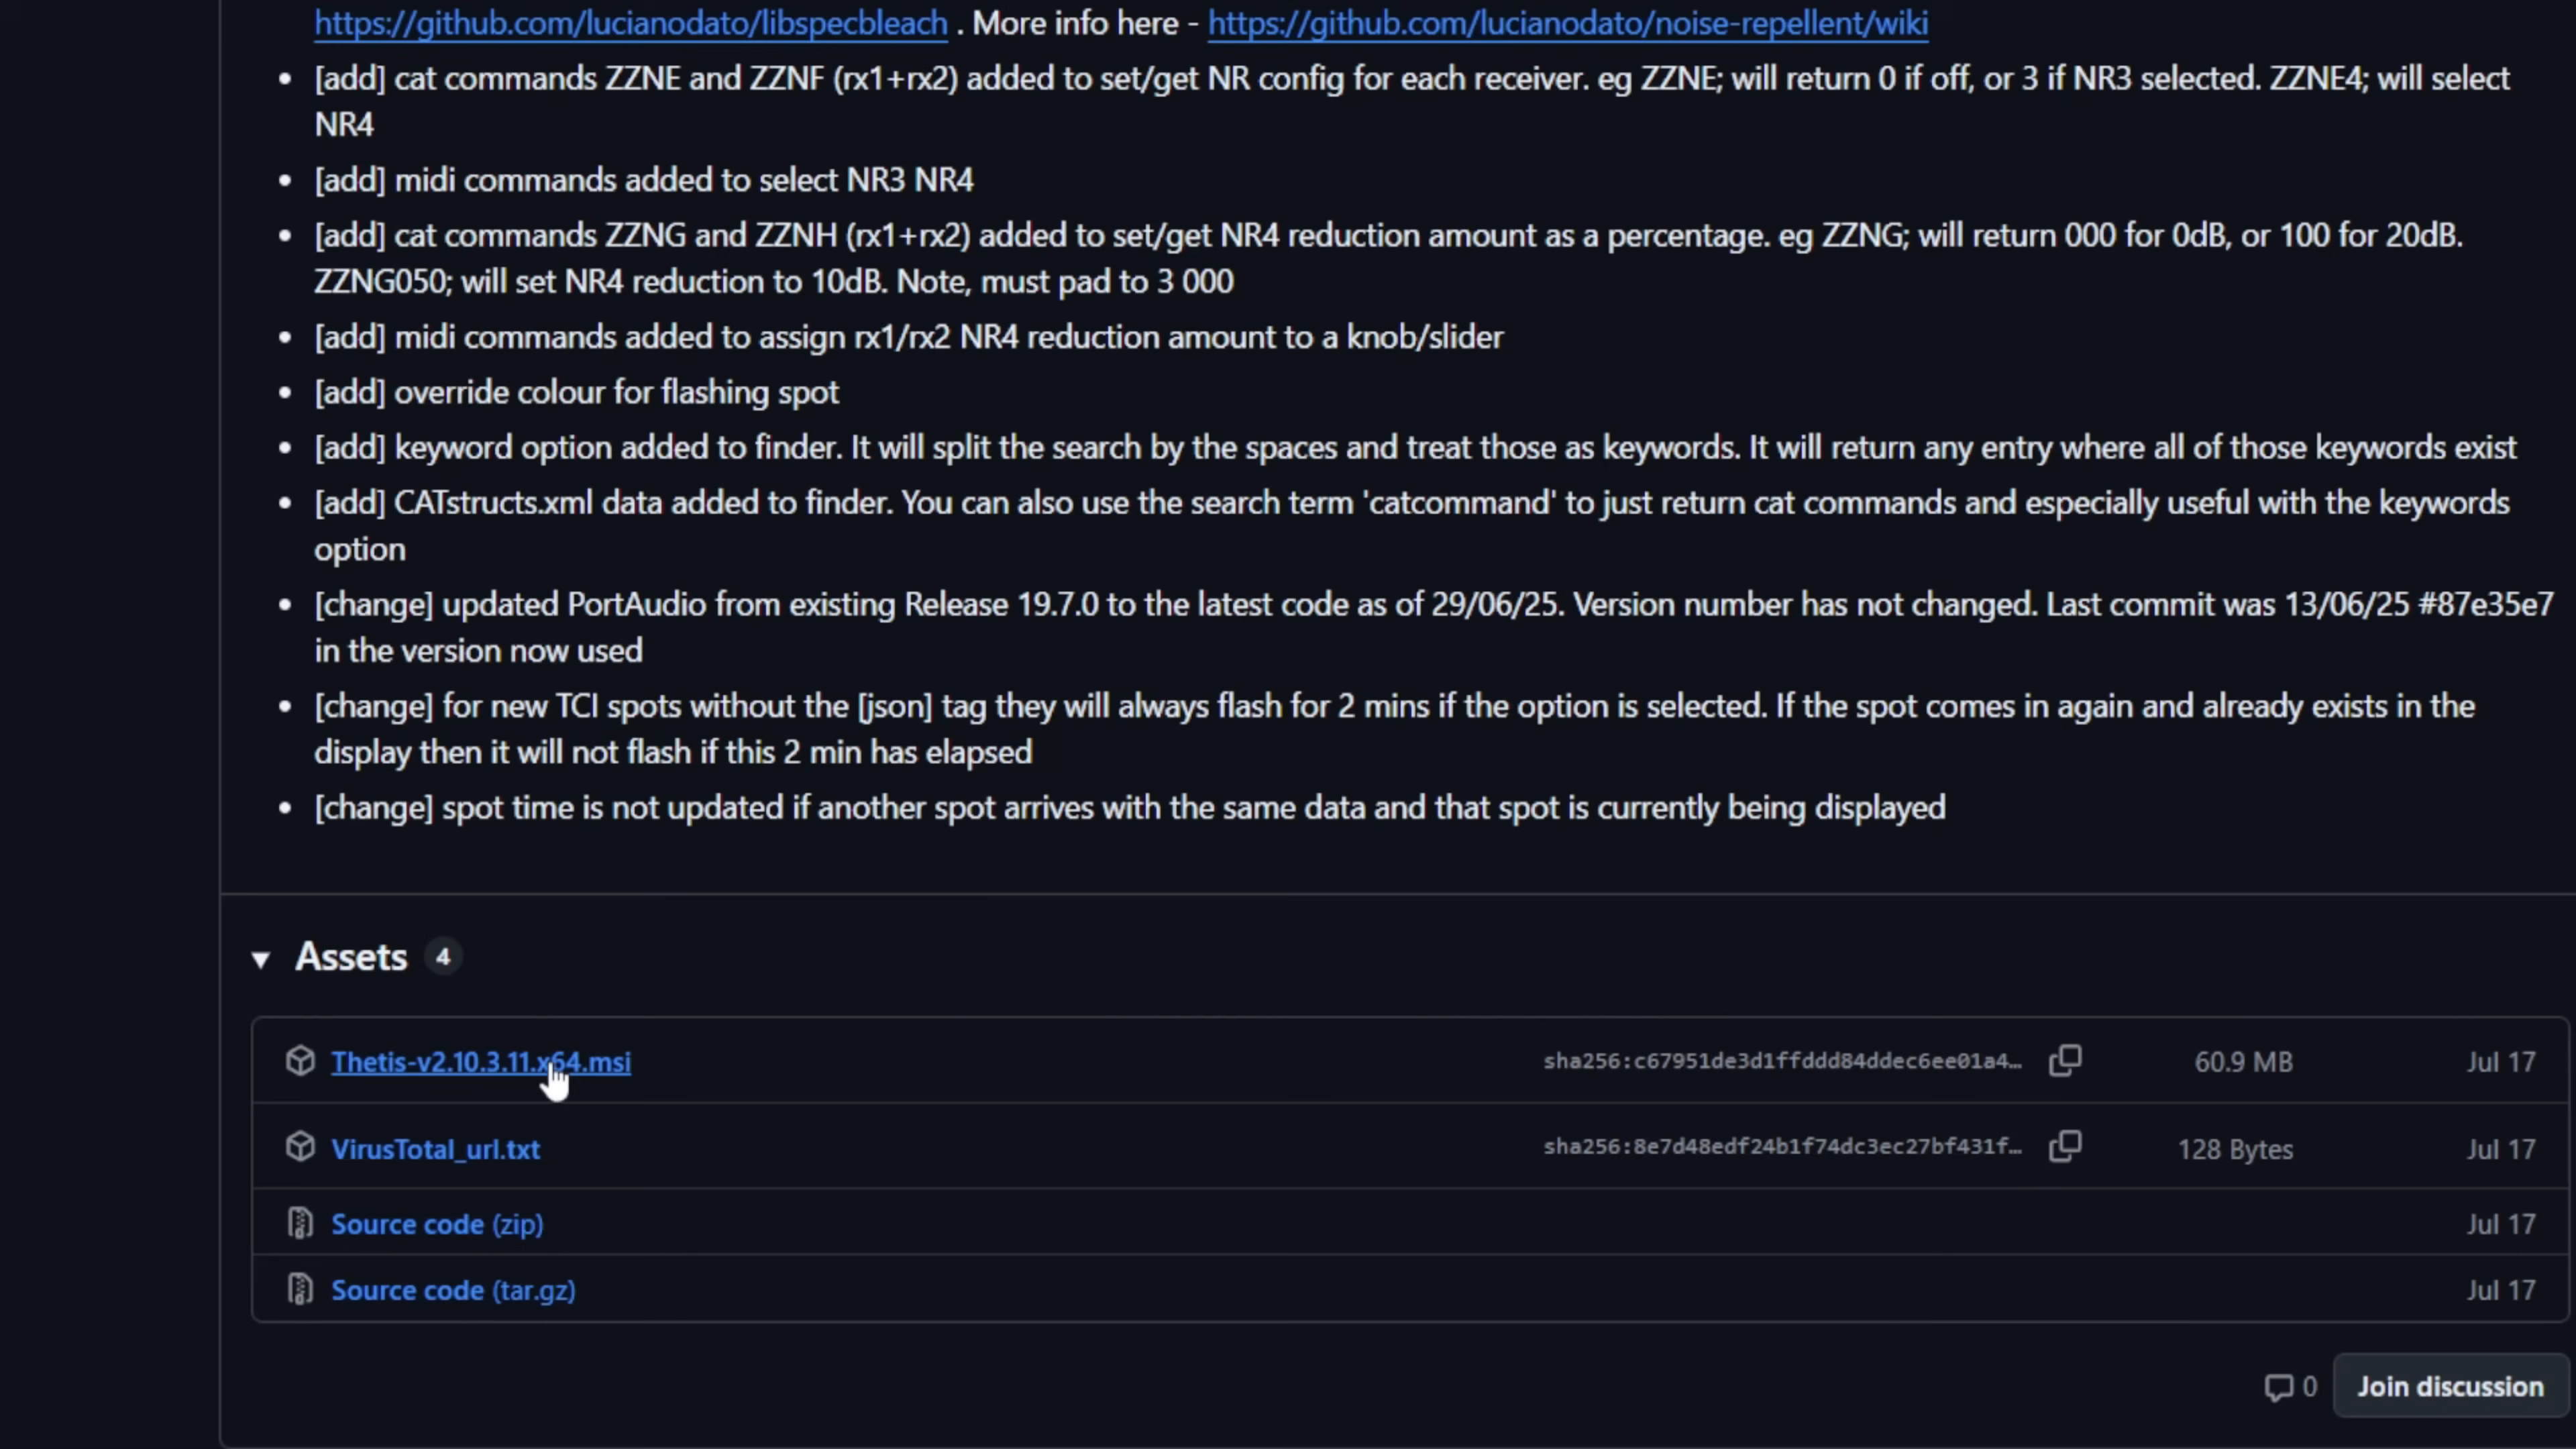 https://github.com/lucianodato/libspecbleach . More info here - https://github.com/lucianodato/noise-repellent/wiki
• [add] cat commands ZZNE and ZZNF (rx1+rx2) added to set/get NR config for each receiver. eg ZZNE; will return 0 if off, or 3 if NR3 selected. ZZNE4; will select
NR4
• [add] midi commands added to select NR3 NR4
• [add] cat commands ZZNG and ZZNH (rx1+rx2) added to set/get NR4 reduction amount as a percentage. eg ZZNG; will return 000 for 0dB, or 100 for 20dB.
ZZNG050; will set NR4 reduction to 10dB. Note, must pad to 3 000
• [add] midi commands added to assign rx1/rx2 NR4 reduction amount to a knob/slider
• [add] override colour for flashing spot
• [add] keyword option added to finder. It will split the search by the spaces and treat those as keywords. It will return any entry where all of those keywords exist
• [add] CATstructs.xml data added to finder. You can also use the search term 'catcommand' to just return cat commands and especially useful with the keywords
option
• [change] updated PortAudio from existing Release 19.7.0 to the latest code as of 29/06/25. Version number has not changed. Last commit was 13/06/25 #87e35e7
in the version now used
• [change] for new TCI spots without the [json] tag they will always flash for 2 mins if the option is selected. If the spot comes in again and already exists in the
display then it will not flash if this 2 min has elapsed
• [change] spot time is not updated if another spot arrives with the same data and that spot is currently being displayed
Assets 4
Thetis-v2.10.3.11.x64.msi sha256:c67951de3d1ffddd84ddec6ee01a4… 60.9 MB Jul 17
VirusTotal_url.txt sha256:8e7d48edf24b1f74dc3ec27bf431f… 128 Bytes Jul 17
Source code (zip) Jul 17
Source code (tar.gz) Jul 17
0 Join discussion